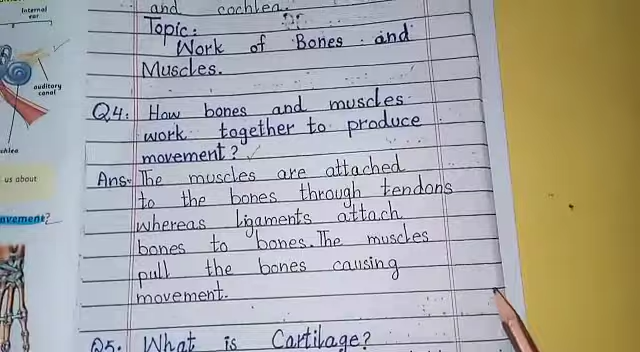 Internal
ear
auditory
canal
us about
and cochlea.
Topic:
Work of Bones and
Muscles.
Q4. How bones and muscles
work together to produce
movement?
Ans- The muscles are attached
to the bones through tendons
whereas ligaments attach
bones to bones. The muscles
pull the bones causing
movement.
Q5. What is Cartilage?